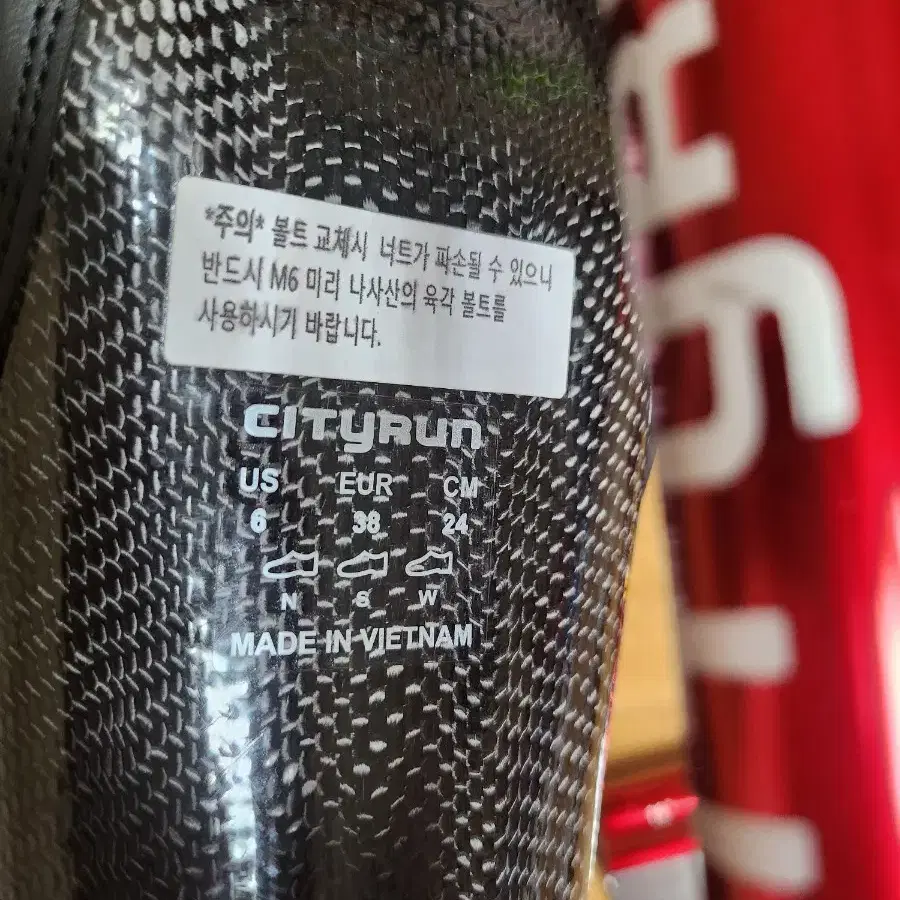 *주의* 볼트 교체시 너트가 파손될 수 있으니
반드시 M6 미리 나사산의 육각 볼트를
사용하시기 바랍니다.
CITYRUN
US EUR CM
6 38 24
N S W
MADE IN VIETNAM